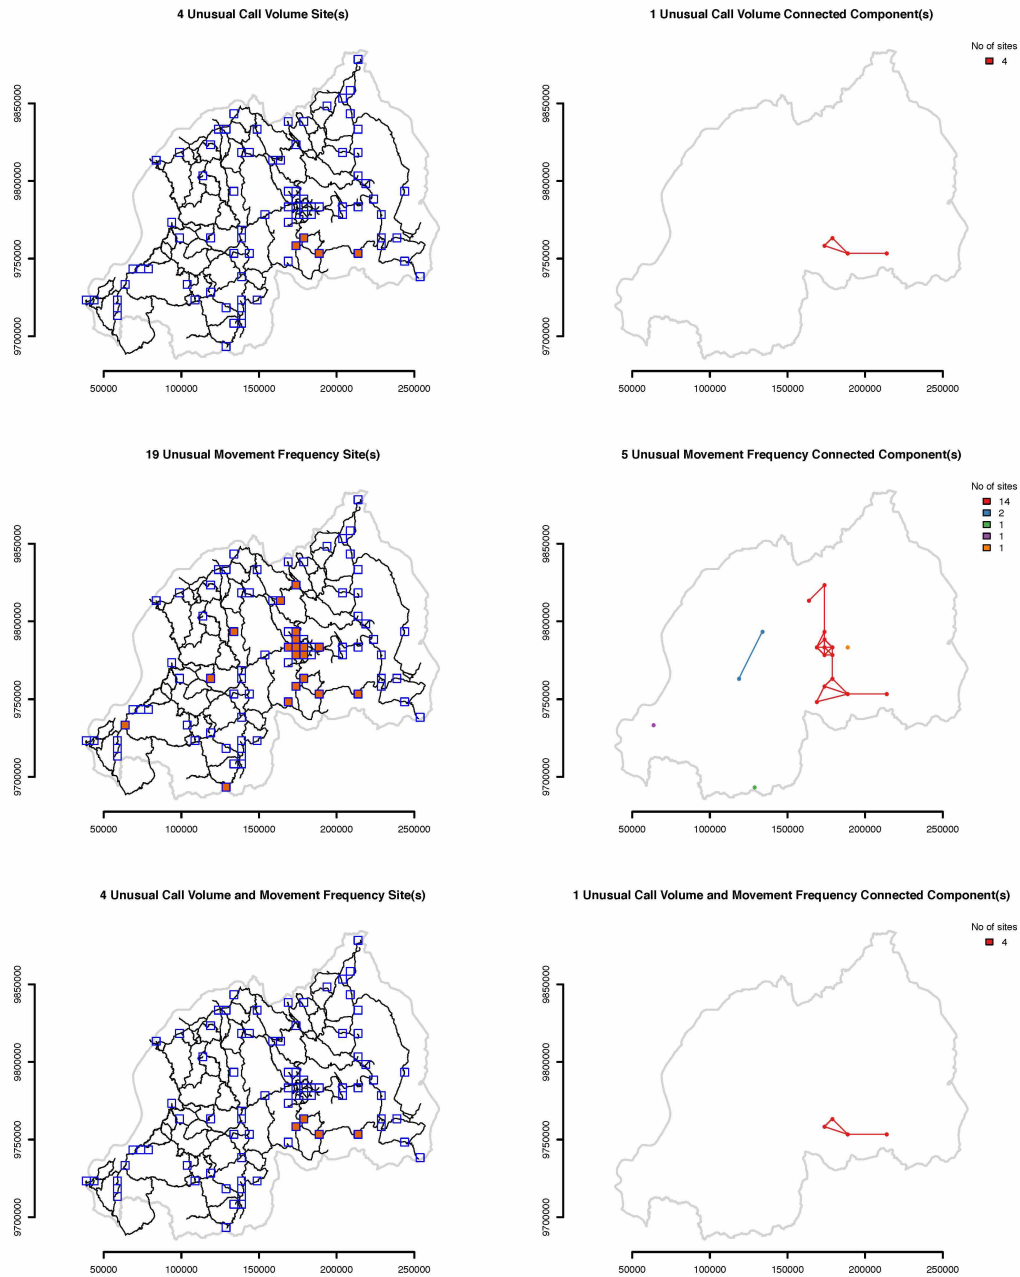 4 Unusual Call Volume Site(s)
9700000 9750000 9800000 9850000
50000 100000 150000 200000 250000
1 Unusual Call Volume Connected Component(s)
No of sites
4
9700000 9750000 9800000 9850000
50000 100000 150000 200000 250000
19 Unusual Movement Frequency Site(s)
9700000 9750000 9800000 9850000
50000 100000 150000 200000 250000
5 Unusual Movement Frequency Connected Component(s)
No of sites
14
2
1
1
1
9700000 9750000 9800000 9850000
50000 100000 150000 200000 250000
4 Unusual Call Volume and Movement Frequency Site(s)
9700000 9750000 9800000 9850000
50000 100000 150000 200000 250000
1 Unusual Call Volume and Movement Frequency Connected Component(s)
No of sites
4
9700000 9750000 9800000 9850000
50000 100000 150000 200000 250000